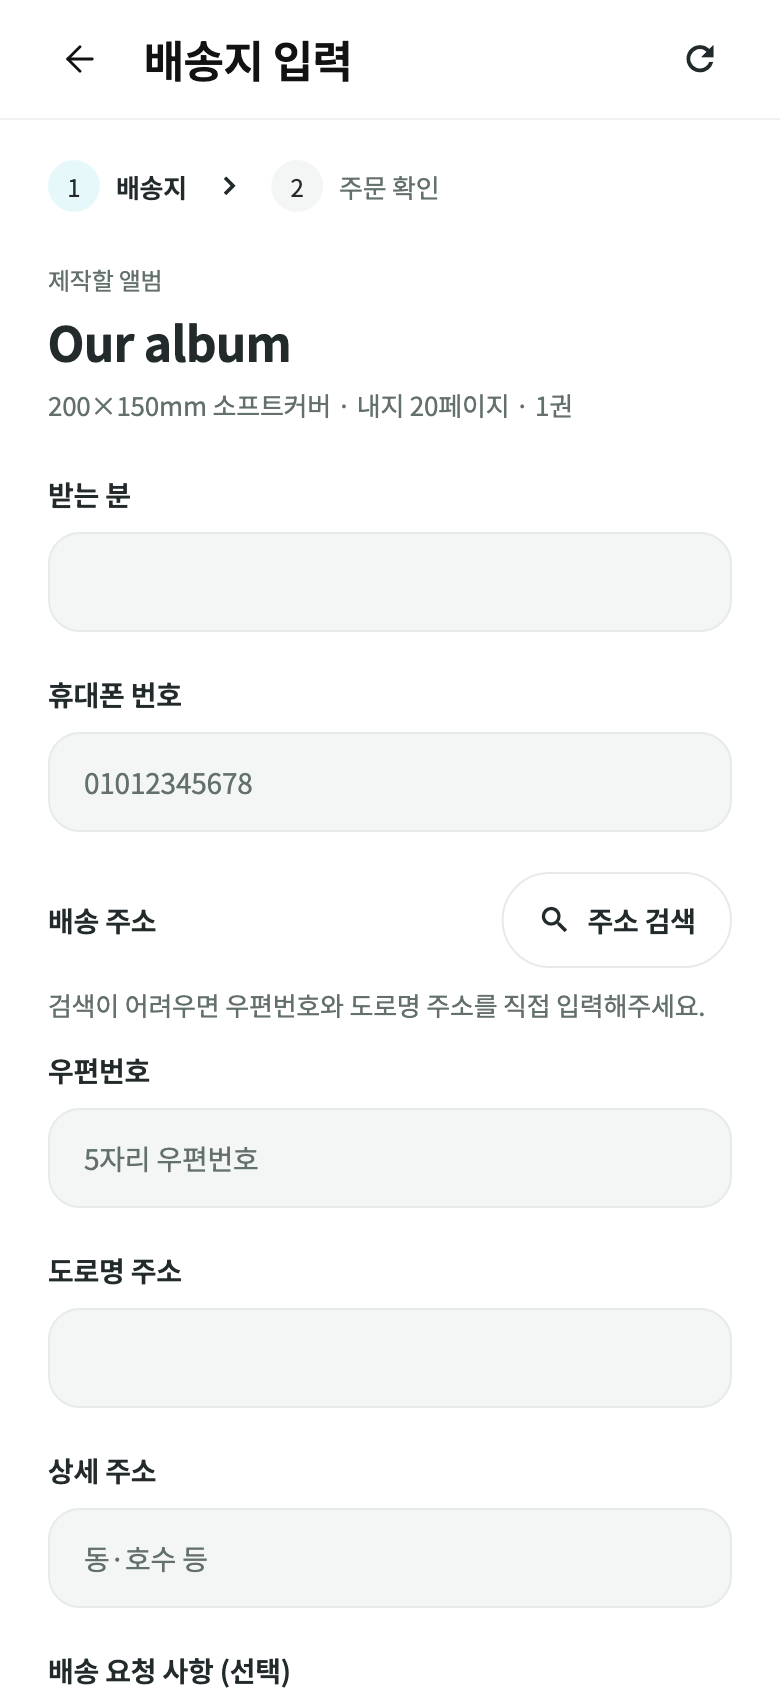 배송지 입력
1 배송지 2 주문 확인
제작할 앨범
Our album
200×150mm 소프트커버 · 내지 20페이지 · 1권
받는 분
휴대폰 번호
01012345678
배송 주소 주소 검색
검색이 어려우면 우편번호와 도로명 주소를 직접 입력해주세요.
우편번호
5자리 우편번호
도로명 주소
상세 주소
동·호수 등
배송 요청 사항 (선택)